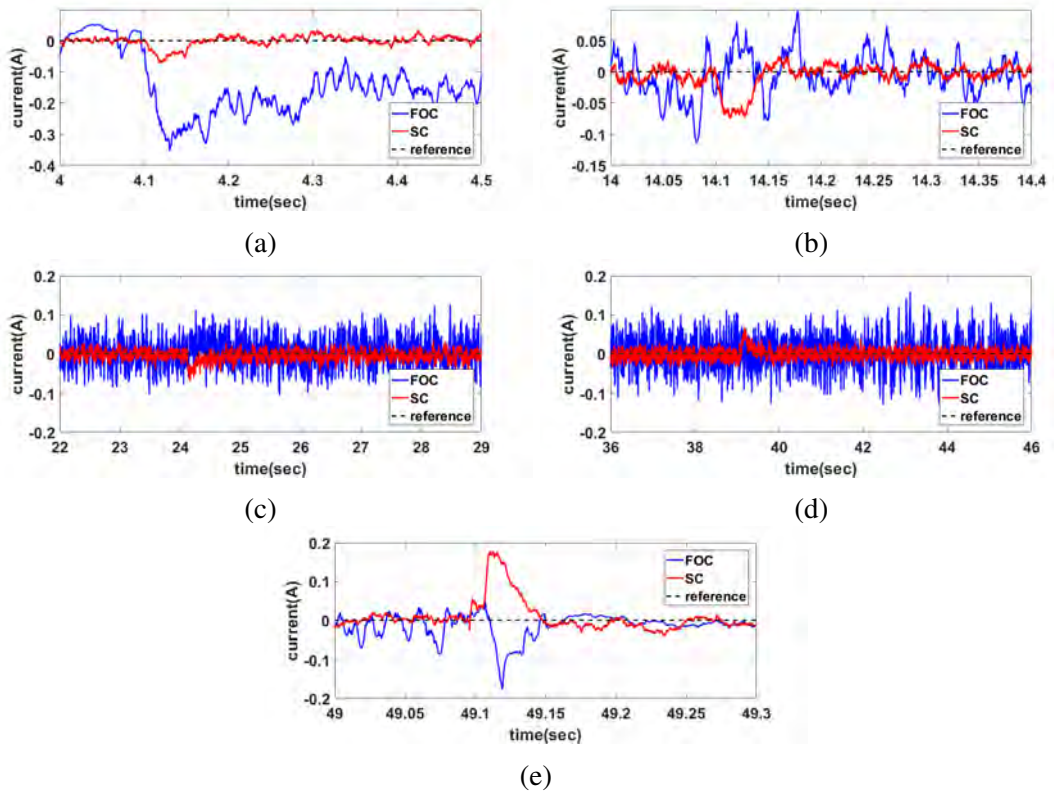 0
-0.1
-0.2
-0.3
-0.4
current(A)
FOC
SC
reference
4 4.1 4.2 4.3 4.4 4.5
time(sec)
(a)
0.05
0
-0.05
-0.1
-0.15
current(A)
FOC
SC
reference
14 14.05 14.1 14.15 14.2 14.25 14.3 14.35 14.4
time(sec)
(b)
0.2
0.1
0
-0.1
-0.2
current(A)
FOC
SC
reference
22 23 24 25 26 27 28 29
time(sec)
(c)
0.2
0.1
0
-0.1
-0.2
current(A)
FOC
SC
reference
36 38 40 42 44 46
time(sec)
(d)
0.2
0.1
0
-0.1
-0.2
current(A)
FOC
SC
reference
49 49.05 49.1 49.15 49.2 49.25 49.3
time(sec)
(e)